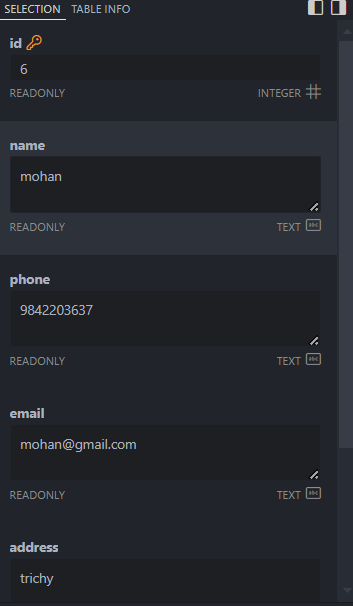 SELECTION TABLE INFO
id
6
READONLY INTEGER
name
mohan
READONLY TEXT
phone
9842203637
READONLY TEXT
email
mohan@gmail.com
READONLY TEXT
address
trichy